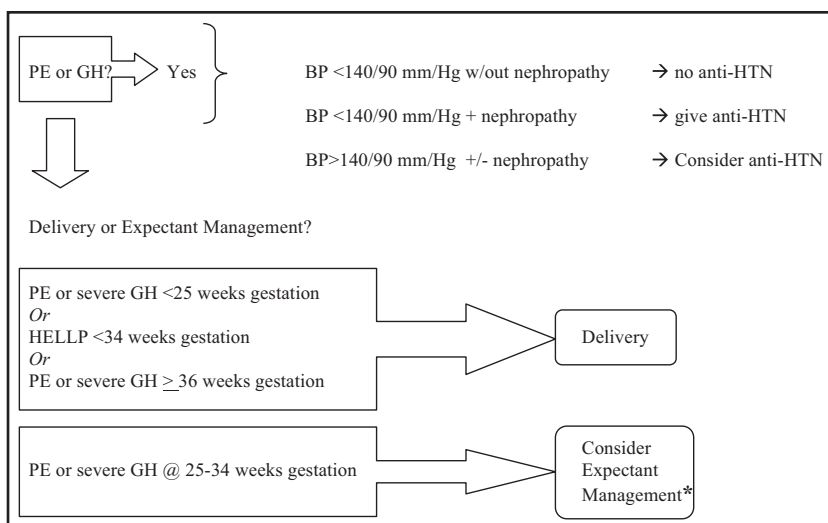 PE or GH? Yes
BP <140/90 mm/Hg w/out nephropathy → no anti-HTN
BP <140/90 mm/Hg + nephropathy → give anti-HTN
BP>140/90 mm/Hg +/- nephropathy → Consider anti-HTN
Delivery or Expectant Management?
PE or severe GH <25 weeks gestation
Or
HELLP <34 weeks gestation
Or
PE or severe GH ≥ 36 weeks gestation
Delivery
PE or severe GH @ 25-34 weeks gestation
Consider
Expectant
Management*